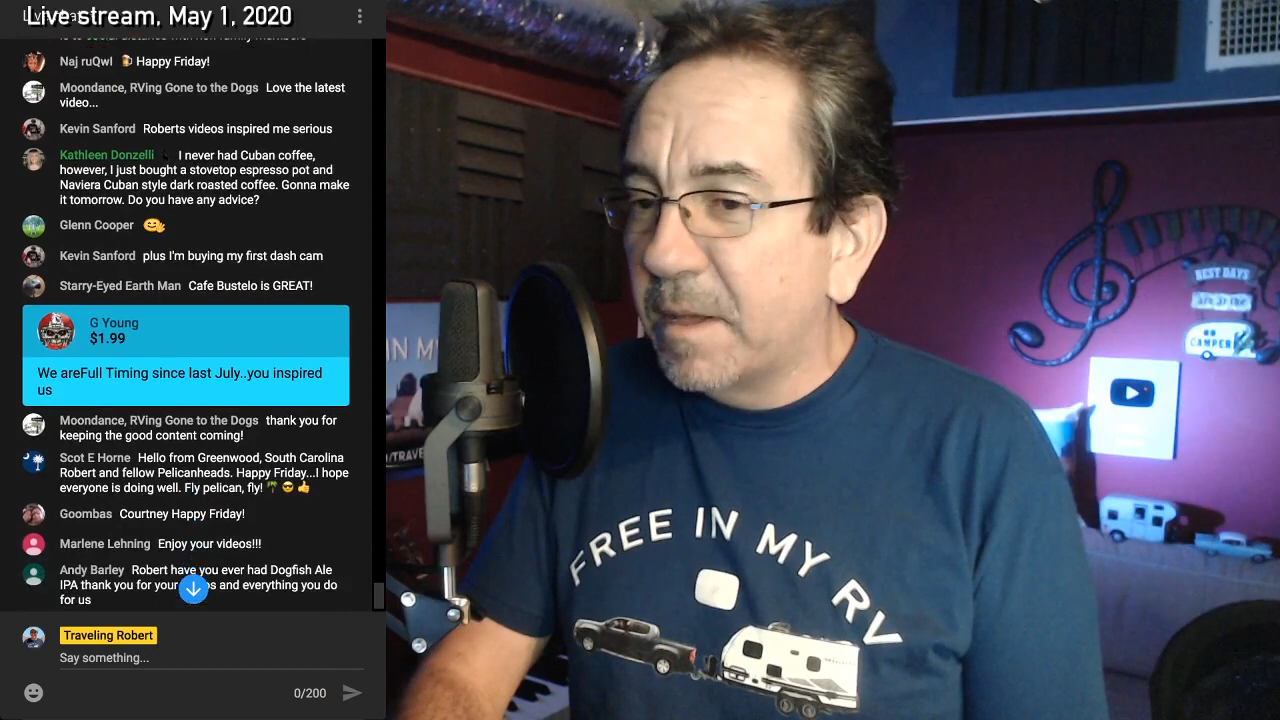 Live stream, May 1, 2020
Naj ruQwl 🍺 Happy Friday!
Moondance, RVing Gone to the Dogs Love the latest
video...
Kevin Sanford Roberts videos inspired me serious
Kathleen Donzelli I never had Cuban coffee,
however, I just bought a stovetop espresso pot and
Naviera Cuban style dark roasted coffee. Gonna make
it tomorrow. Do you have any advice?
Glenn Cooper
Kevin Sanford plus I'm buying my first dash cam
Starry-Eyed Earth Man Cafe Bustelo is GREAT!
G Young
$1.99
We areFull Timing since last July..you inspired
us
Moondance, RVing Gone to the Dogs thank you for
keeping the good content coming!
Scot E Horne Hello from Greenwood, South Carolina
Robert and fellow Pelicanheads. Happy Friday...I hope
everyone is doing well. Fly pelican, fly! 🌴 😎 👍
Goombas Courtney Happy Friday!
Marlene Lehning Enjoy your videos!!!
Andy Barley Robert have you ever had Dogfish Ale
IPA thank you for your and everything you do
for us
Traveling Robert
Say something...
0/200
IN MY
FREE IN MY RV
BEST DAYS
are at the
CAMPER